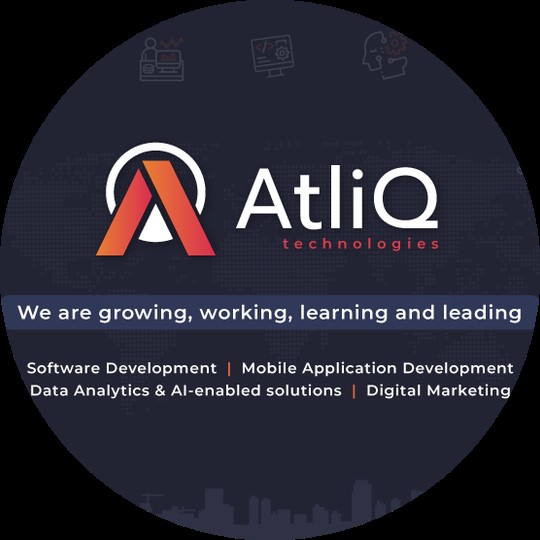 AtliQ
technologies
We are growing, working, learning and leading
Software Development | Mobile Application Development
Data Analytics & AI-enabled solutions | Digital Marketing